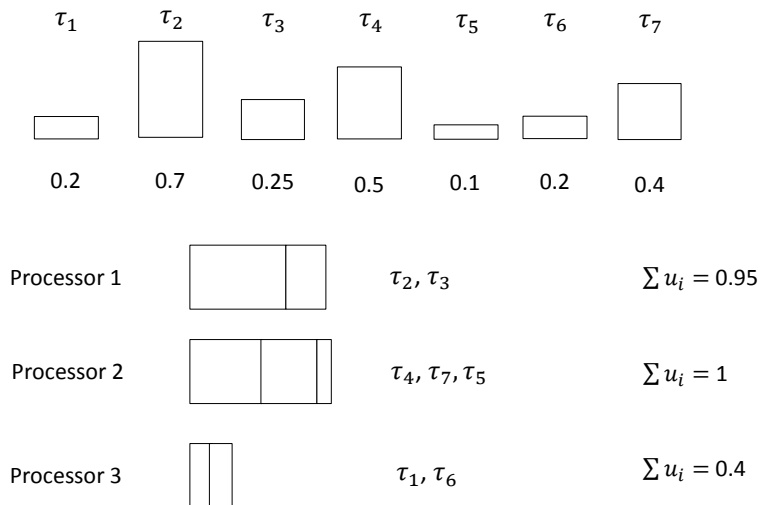 τ₁ τ₂ τ₃ τ₄ τ₅ τ₆ τ₇
0.2 0.7 0.25 0.5 0.1 0.2 0.4
Processor 1 τ₂, τ₃ ∑ uᵢ = 0.95
Processor 2 τ₄, τ₇, τ₅ ∑ uᵢ = 1
Processor 3 τ₁, τ₆ ∑ uᵢ = 0.4